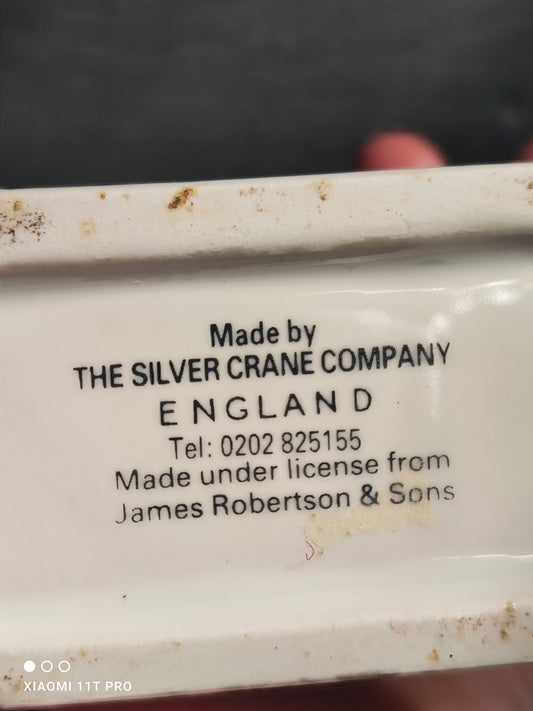 Made by
THE SILVER CRANE COMPANY
ENGLAND
Tel: 0202 825155
Made under license from
James Robertson & Sons
XIAOMI 11T PRO